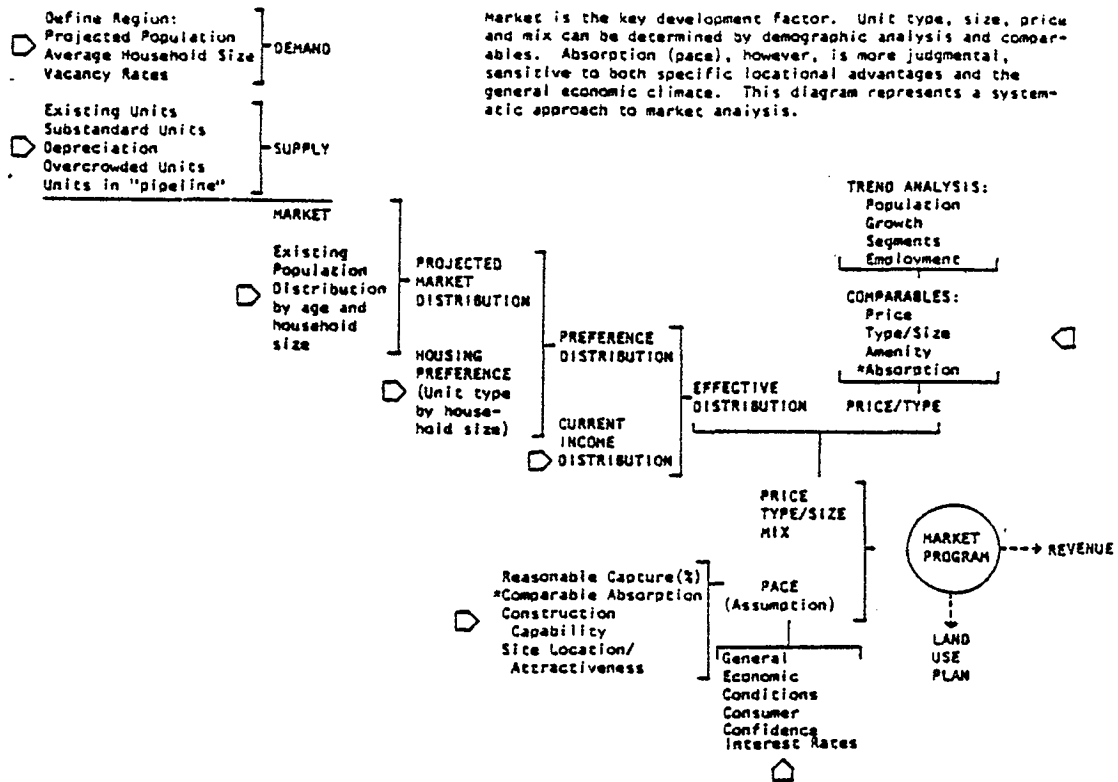 Define Region:
Projected Population
Average Household Size
Vacancy Rates
DEMAND
Market is the key development factor. Unit type, size, price
and mix can be determined by demographic analysis and compar-
ables. Absorption (pace), however, is more judgmental,
sensitive to both specific locational advantages and the
general economic climate. This diagram represents a system-
atic approach to market analysis.
Existing Units
Substandard Units
Depreciation
Overcrowded Units
Units in "pipeline"
SUPPLY
MARKET
Existing
Population
Distribution
by age and
household
size
PROJECTED
MARKET
DISTRIBUTION
HOUSING
PREFERENCE
(Unit type
by house-
hold size)
PREFERENCE
DISTRIBUTION
CURRENT
INCOME
DISTRIBUTION
EFFECTIVE
DISTRIBUTION
TREND ANALYSIS:
Population
Growth
Segments
Employment
COMPARABLES:
Price
Type/Size
Amenity
*Absorption
PRICE/TYPE
PRICE
TYPE/SIZE
MIX
PACE
(Assumption)
Reasonable Capture(%)
*Comparable Absorption
Construction
Capability
Site Location/
Attractiveness
General
Economic
Conditions
Consumer
Confidence
Interest Rates
MARKET
PROGRAM
REVENUE
LAND
USE
PLAN